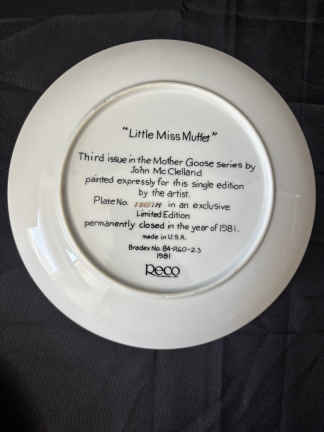 "Little Miss Muffet"
Third issue in the Mother Goose series by
John McClelland
painted expressly for this single edition
by the artist.
Plate No. in an exclusive
Limited Edition
permanently closed in the year of 1981.
made in U.S.A.
Bradex No. 84-R60-2.3
1981
Reco